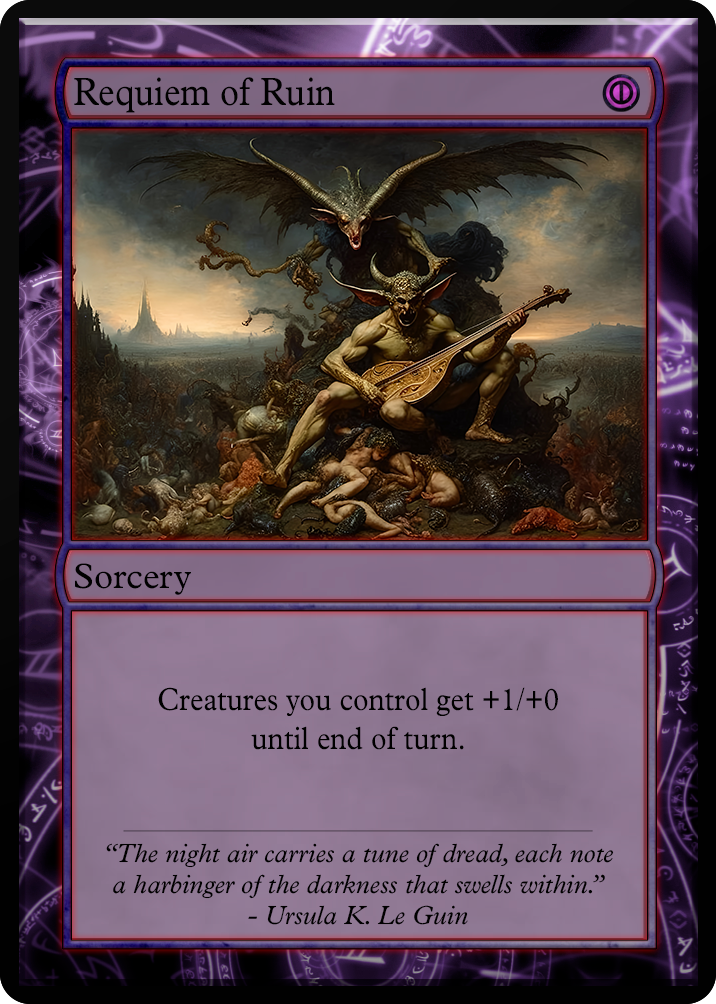 Requiem of Ruin
Sorcery
Creatures you control get +1/+0
until end of turn.
“The night air carries a tune of dread, each note
a harbinger of the darkness that swells within.”
- Ursula K. Le Guin